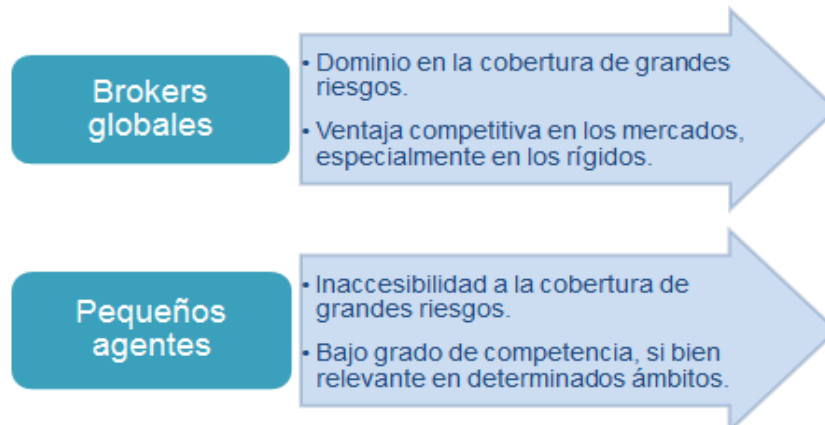 Brokers
globales
• Dominio en la cobertura de grandes
riesgos.
• Ventaja competitiva en los mercados,
especialmente en los rígidos.
Pequeños
agentes
• Inaccesibilidad a la cobertura de
grandes riesgos.
• Bajo grado de competencia, si bien
relevante en determinados ámbitos.